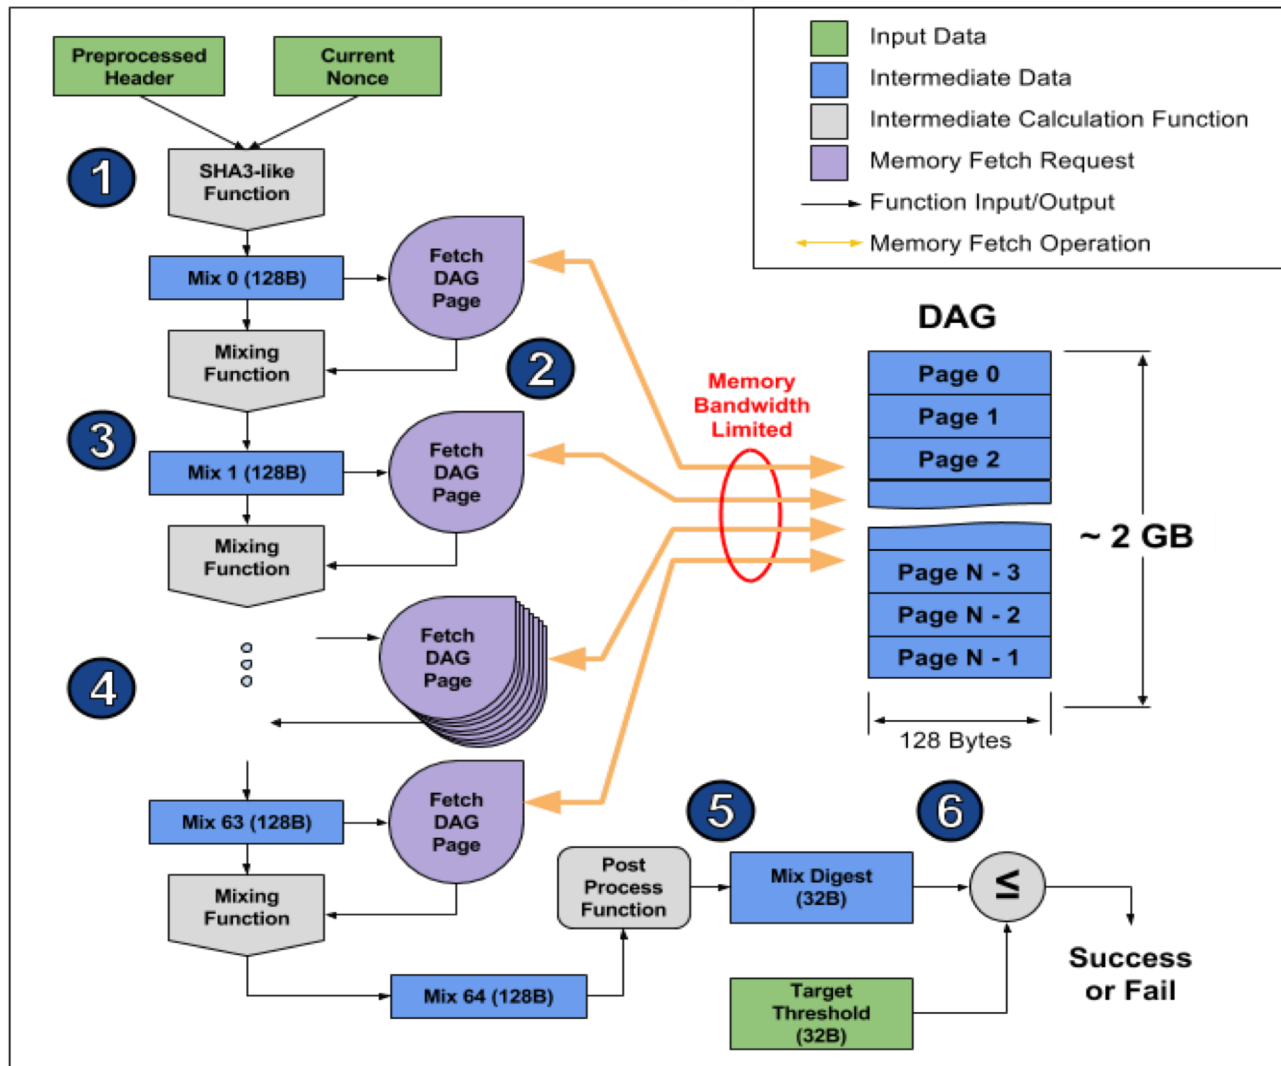 Preprocessed
Header
Current
Nonce
Input Data
Intermediate Data
Intermediate Calculation Function
Memory Fetch Request
Function Input/Output
Memory Fetch Operation
1
SHA3-like
Function
Mix 0 (128B)
Fetch
DAG
Page
Mixing
Function
2
3
Mix 1 (128B)
Fetch
DAG
Page
Mixing
Function
Memory
Bandwidth
Limited
DAG
Page 0
Page 1
Page 2
Page N - 3
Page N - 2
Page N - 1
~ 2 GB
128 Bytes
4
Fetch
DAG
Page
Mix 63 (128B)
Fetch
DAG
Page
Mixing
Function
Mix 64 (128B)
Post
Process
Function
5
Mix Digest
(32B)
6
≤
Target
Threshold
(32B)
Success
or Fail